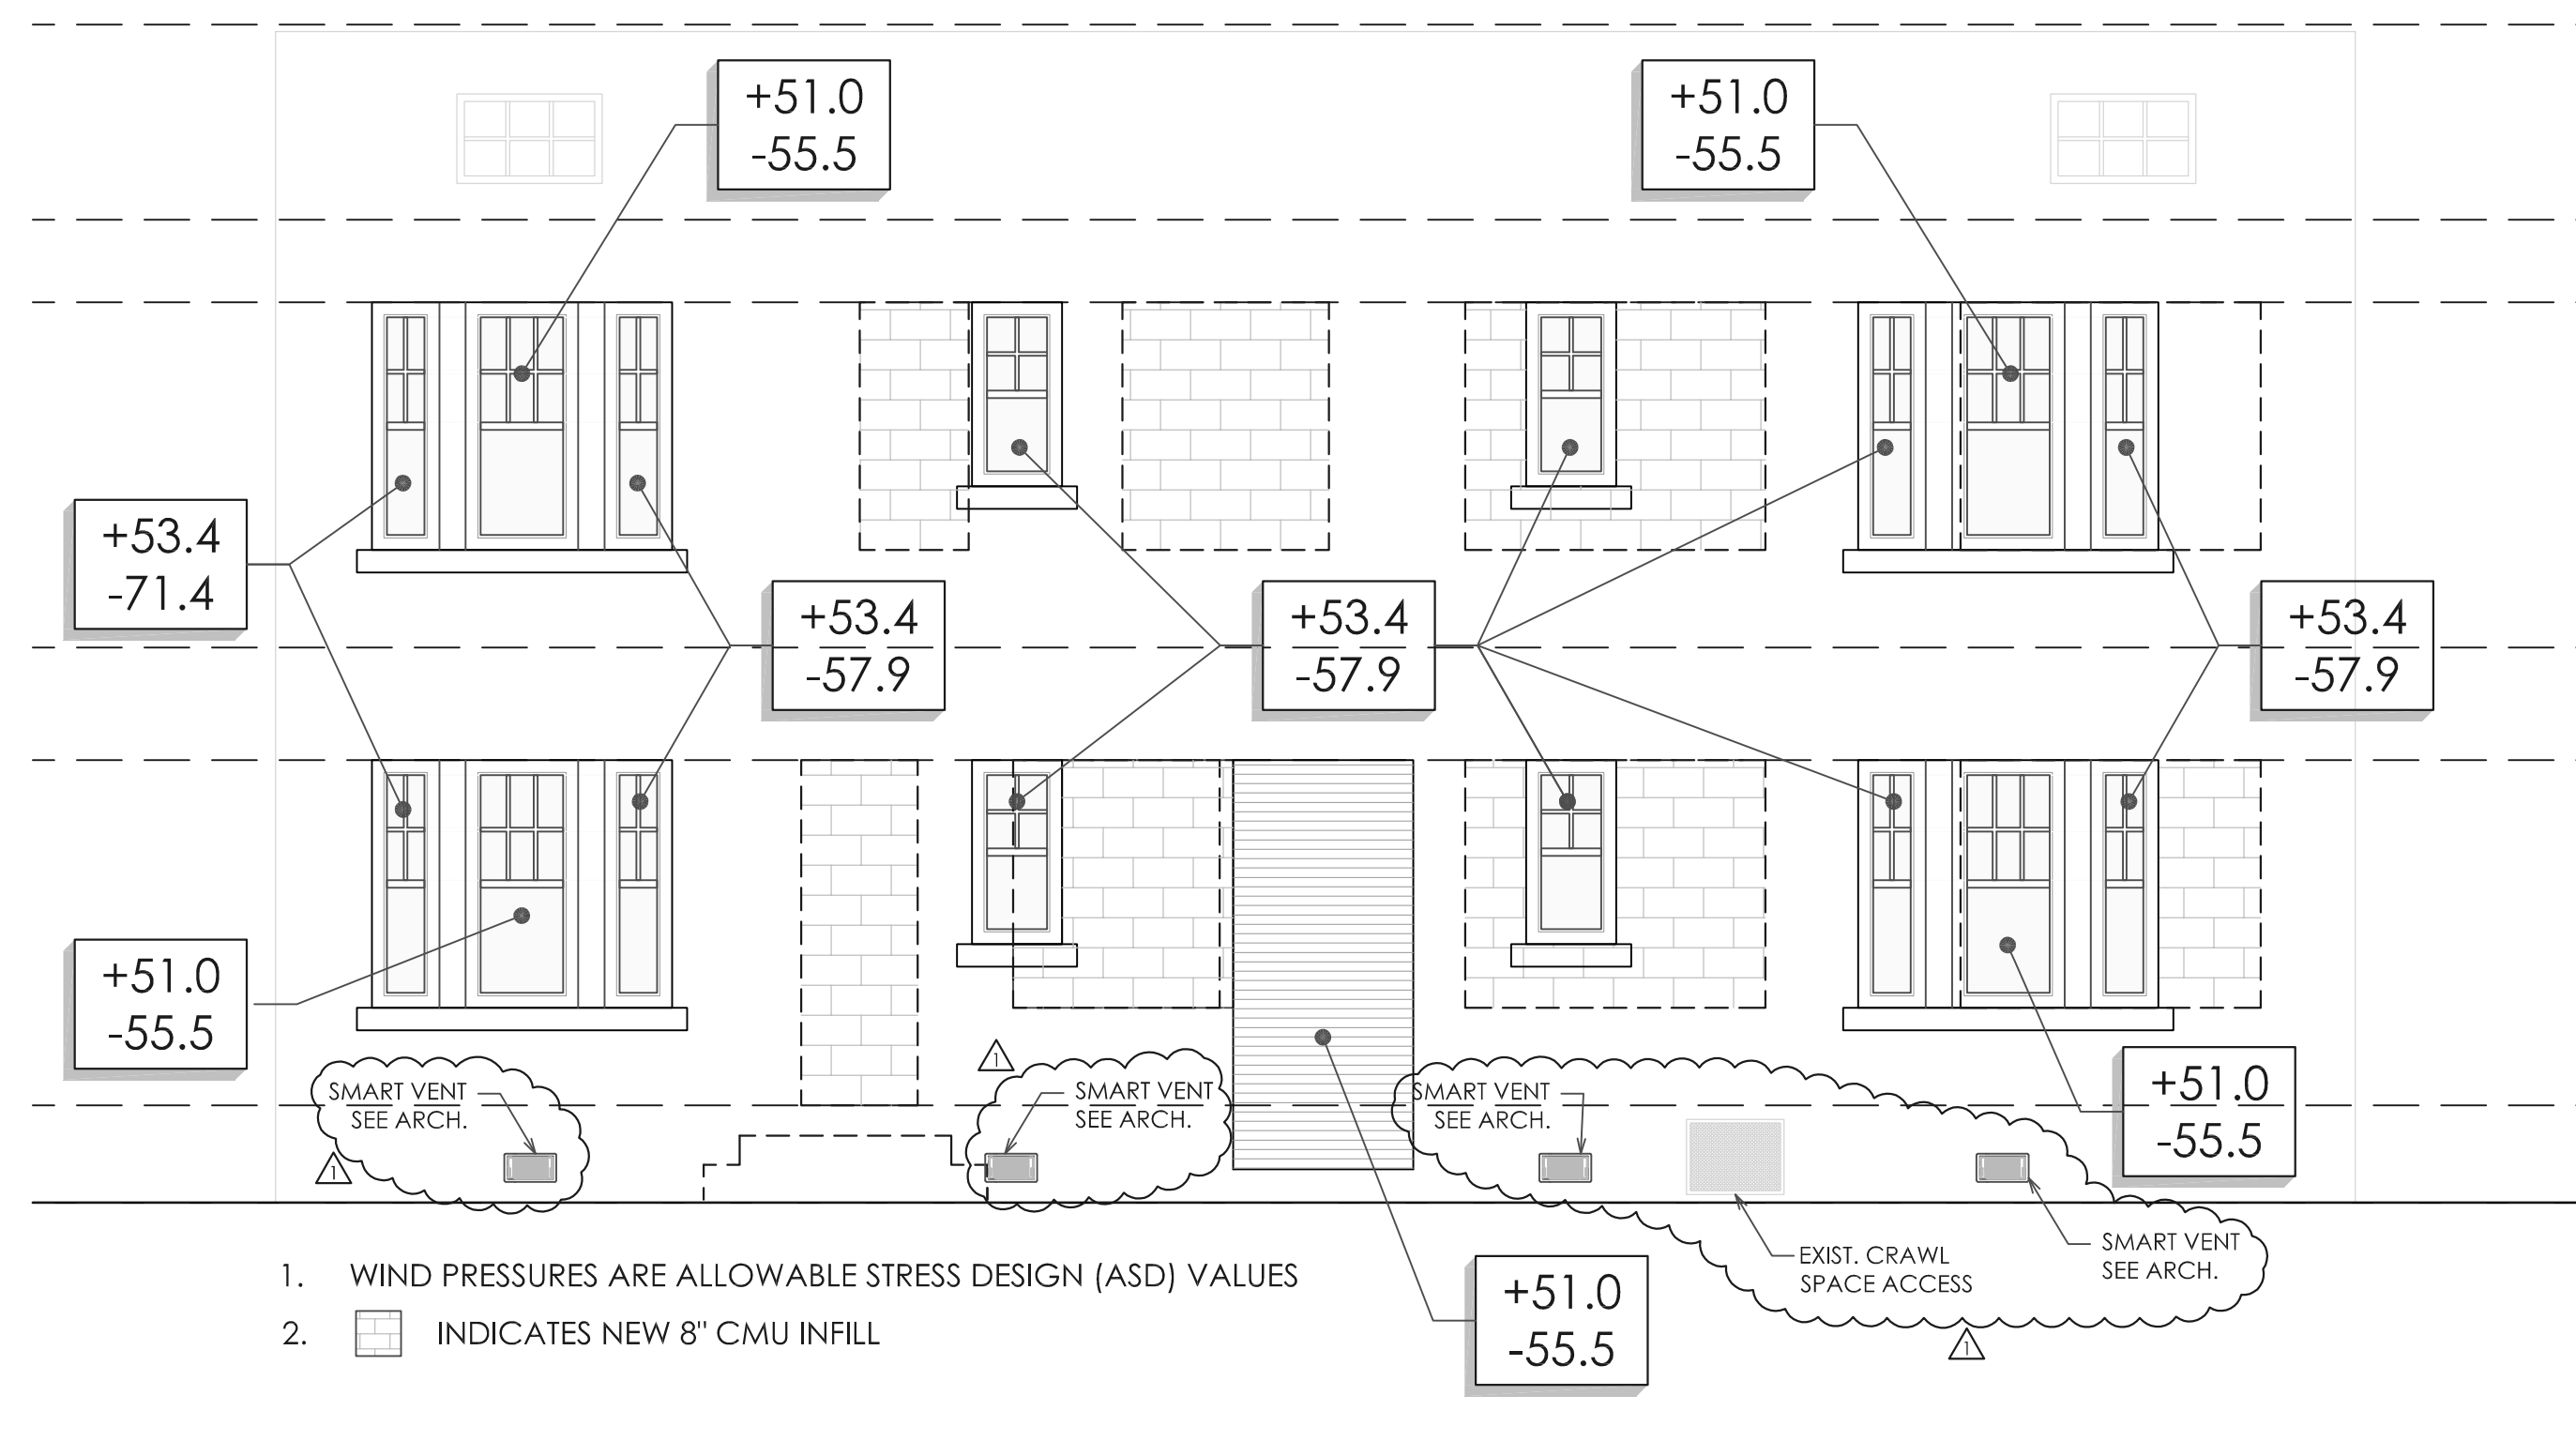 +51.0
-55.5
+51.0
-55.5
+53.4
-71.4
+53.4
-57.9
+53.4
-57.9
+53.4
-57.9
+51.0
-55.5
+51.0
-55.5
1
SMART VENT
SEE ARCH.
1
SMART VENT
SEE ARCH.
SMART VENT
SEE ARCH.
EXIST. CRAWL
SPACE ACCESS
SMART VENT
SEE ARCH.
1
+51.0
-55.5
1. WIND PRESSURES ARE ALLOWABLE STRESS DESIGN (ASD) VALUES
2. INDICATES NEW 8" CMU INFILL